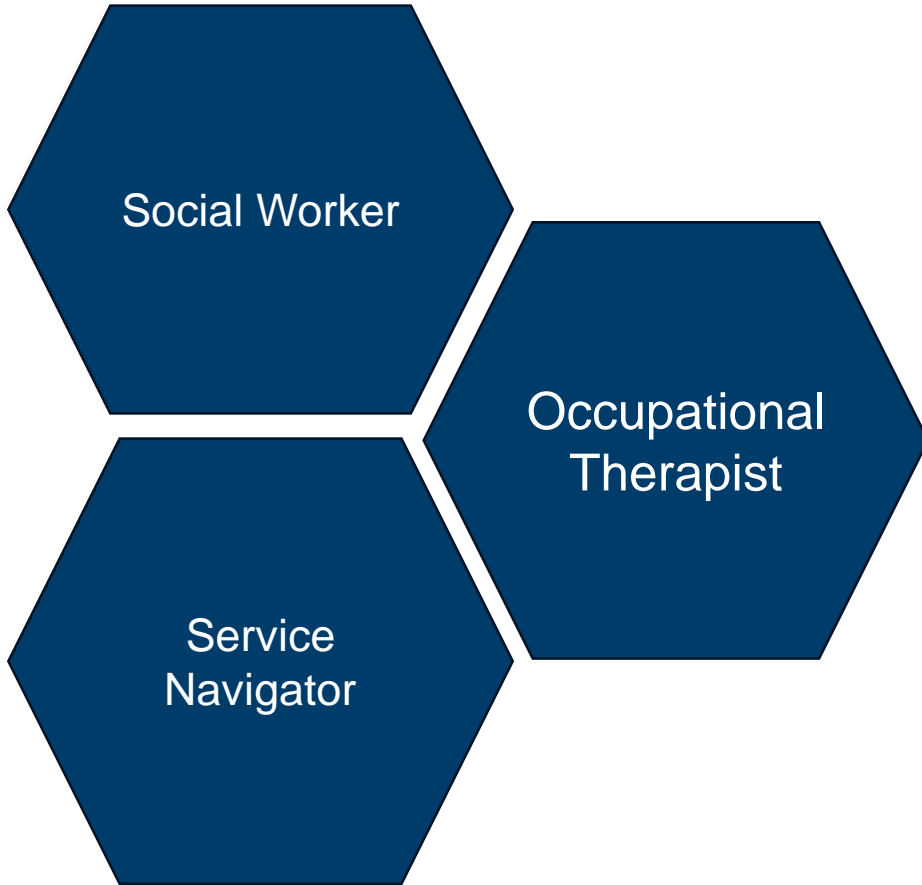 Social Worker
Occupational
Therapist
Service
Navigator